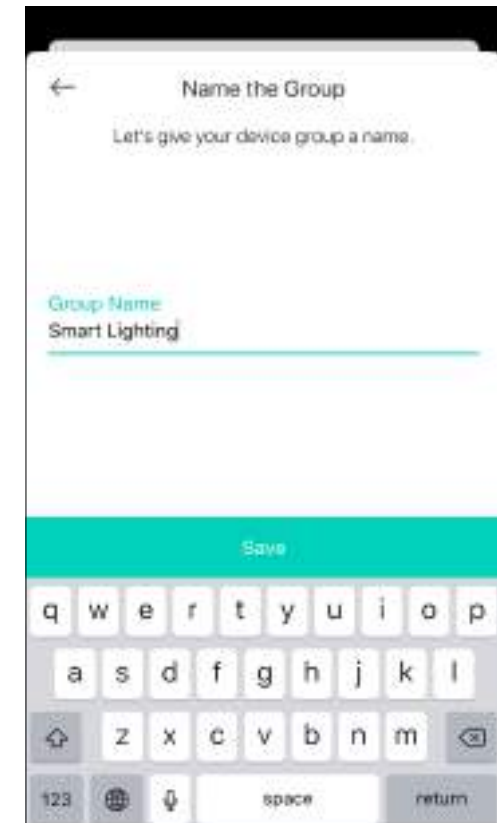 Name the Group
Let's give your device group a name.
Group Name
Smart Lighting
Save
q w e r t y u i o p
a s d f g h j k l
z x c v b n m
123 space return